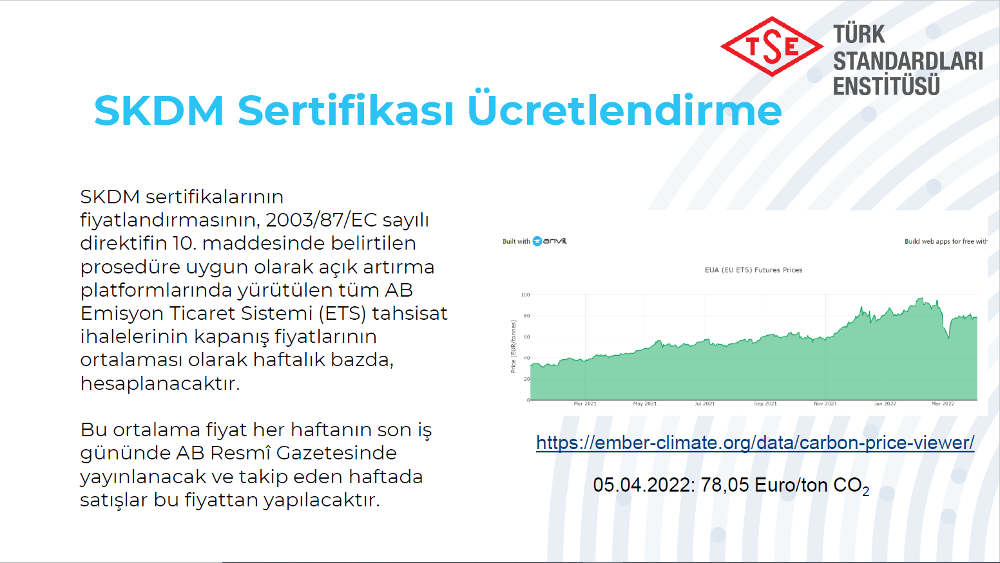 TSE
TÜRK
STANDARDLARI
ENSTİTÜSÜ
SKDM Sertifikası Ücretlendirme
SKDM sertifikalarının
fiyatlandırmasının, 2003/87/EC sayılı
direktifin 10. maddesinde belirtilen
prosedüre uygun olarak açık artırma
platformlarında yürütülen tüm AB
Emisyon Ticaret Sistemi (ETS) tahsisat
ihalelerinin kapanış fiyatlarının
ortalaması olarak haftalık bazda,
hesaplanacaktır.
Bu ortalama fiyat her haftanın son iş
gününde AB Resmî Gazetesinde
yayınlanacak ve takip eden haftada
satışlar bu fiyattan yapılacaktır.
Built with anvil
Build web apps for free with
EUA (EU ETS) Futures Prices
Price (EUR/tonnes)
100
80
60
40
20
0
Mar 2021 May 2021 Jul 2021 Sep 2021 Nov 2021 Jan 2022 Mar 2022
https://ember-climate.org/data/carbon-price-viewer/
05.04.2022: 78,05 Euro/ton CO₂